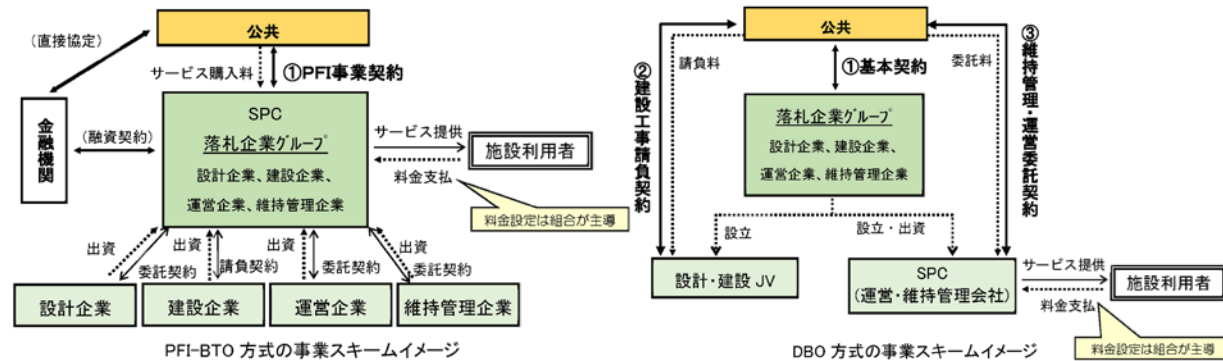 公共
(直接協定)
サービス購入料
①PFI事業契約
金融機関
(融資契約)
SPC
落札企業グループ
設計企業、建設企業、
運営企業、維持管理企業
サービス提供
施設利用者
料金支払
料金設定は組合が主導
出資
委託契約
出資
請負契約
出資
委託契約
出資
委託契約
設計企業
建設企業
運営企業
維持管理企業
PFI-BTO 方式の事業スキームイメージ
公共
②建設工事請負契約
請負料
①基本契約
委託料
③維持管理・運営委託契約
落札企業グループ
設計企業、建設企業、
運営企業、維持管理企業
設立
設立・出資
設計・建設 JV
SPC
(運営・維持管理会社)
サービス提供
施設利用者
料金支払
料金設定は組合が主導
DBO 方式の事業スキームイメージ